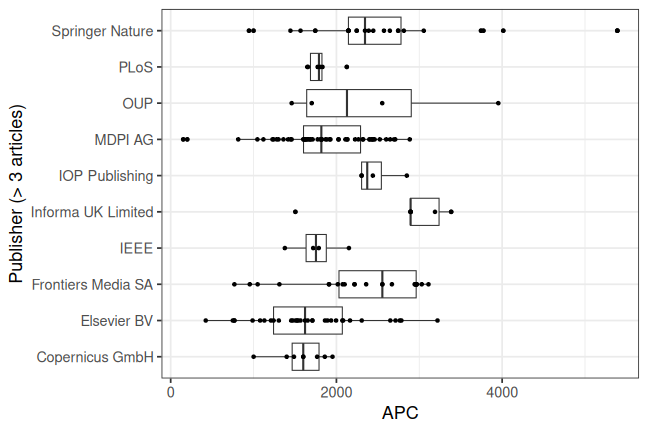 Publisher (> 3 articles)
Springer Nature
PLoS
OUP
MDPI AG
IOP Publishing
Informa UK Limited
IEEE
Frontiers Media SA
Elsevier BV
Copernicus GmbH
0 2000 4000
APC